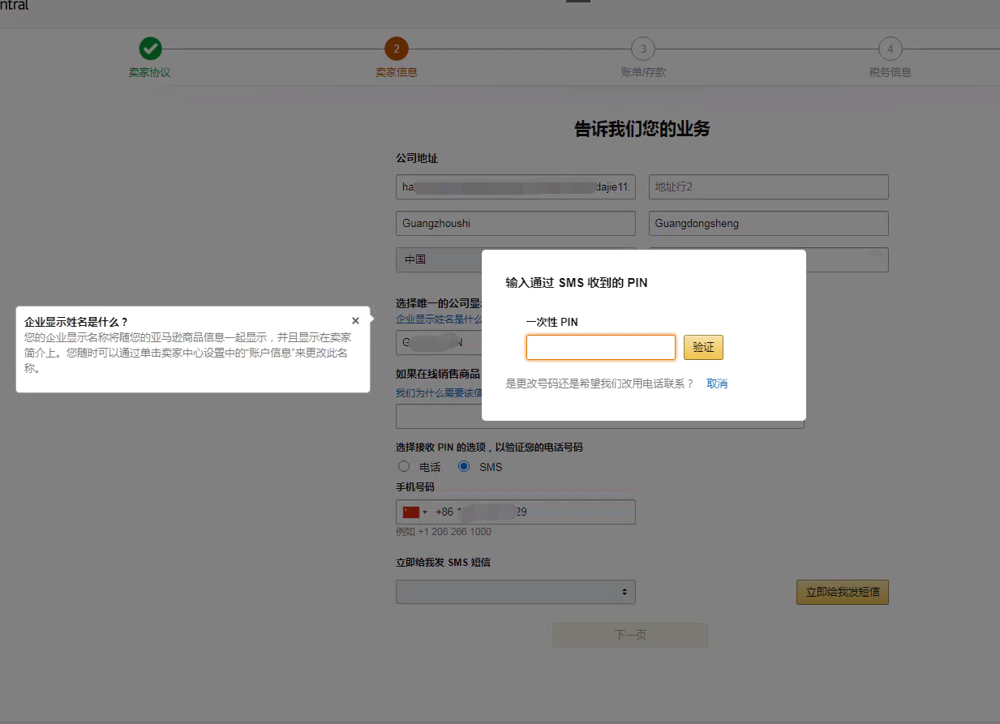 ntral
2
3
4
卖家协议
卖家信息
账单/存款
税务信息
告诉我们您的业务
公司地址
ha dajie11
地址行2
Guangzhoushi
Guangdongsheng
中国
选择唯一的公司显
企业显示姓名是什么
G N
企业显示姓名是什么？
您的企业显示名称将随您的亚马逊商品信息一起显示，并且显示在卖家
简介上。您随时可以通过单击卖家中心设置中的“账户信息”来更改此名
称。
如果在线销售商品
我们为什么需要该信
输入通过 SMS 收到的 PIN
一次性 PIN
验证
是更改号码还是希望我们改用电话联系？ 取消
选择接收 PIN 的选项，以验证您的电话号码
电话 SMS
手机号码
+86 29
例如 +1 206 266 1000
立即给我发 SMS 短信
立即给我发短信
下一页